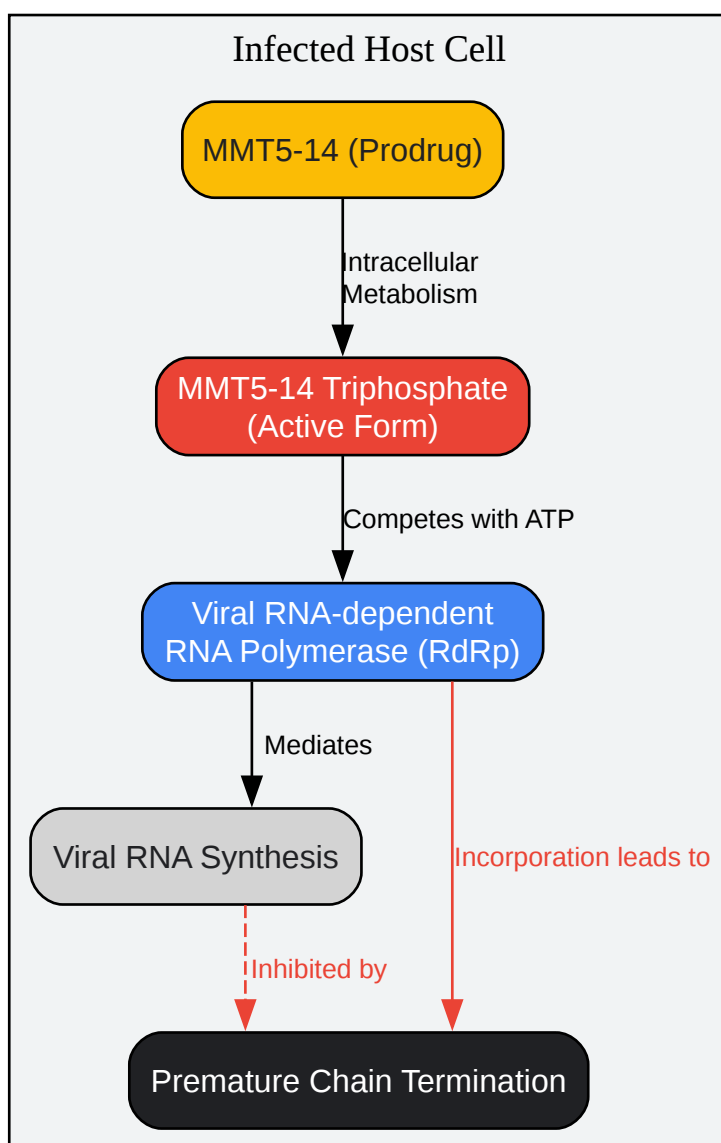 Infected Host Cell
MMT5-14 (Prodrug)
Intracellular
Metabolism
MMT5-14 Triphosphate
(Active Form)
Competes with ATP
Viral RNA-dependent
RNA Polymerase (RdRp)
Mediates
Viral RNA Synthesis
Incorporation leads to
Inhibited by
Premature Chain Termination